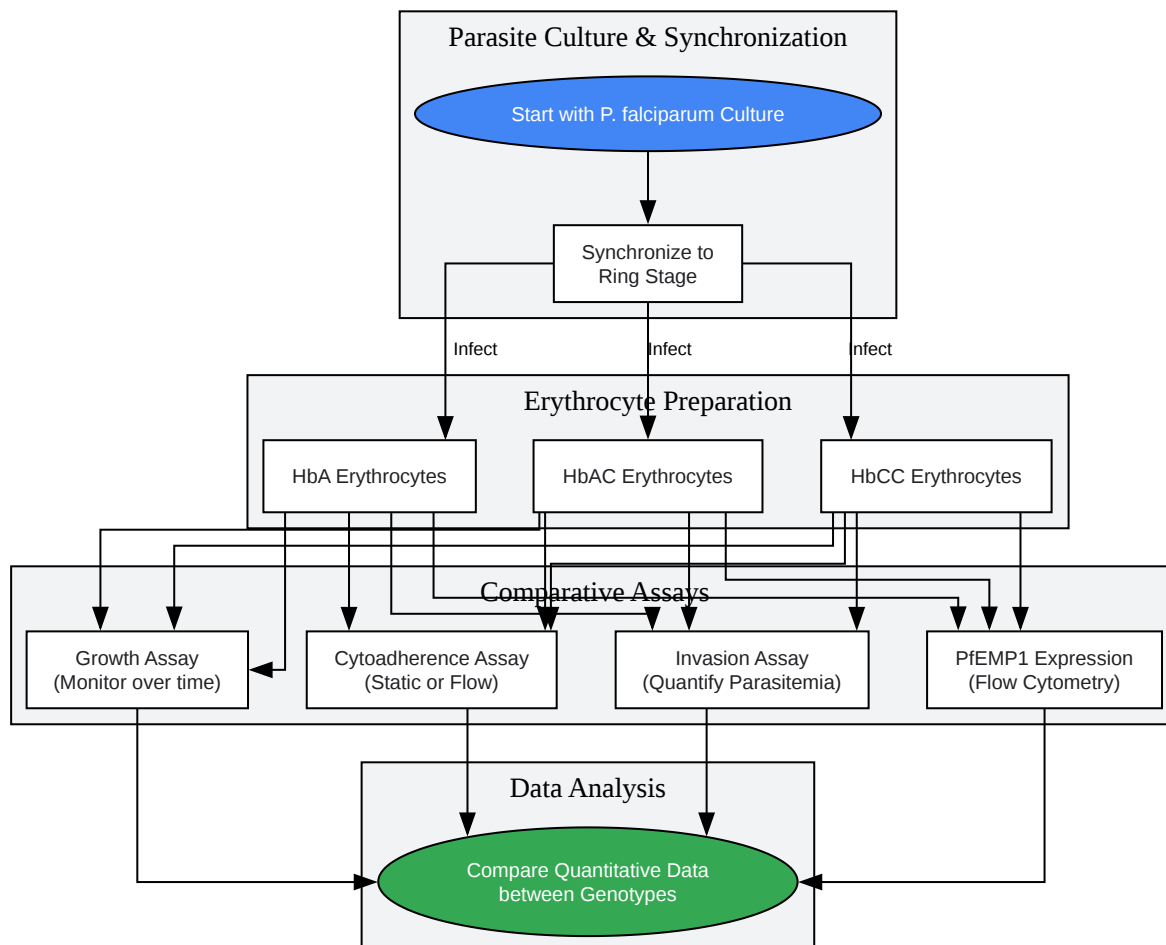 Parasite Culture & Synchronization
Start with P. falciparum Culture
Synchronize to
Ring Stage
Infect
Infect
Infect
Erythrocyte Preparation
HbA Erythrocytes
HbAC Erythrocytes
HbCC Erythrocytes
Comparative Assays
Growth Assay
(Monitor over time)
Cytoadherence Assay
(Static or Flow)
Invasion Assay
(Quantify Parasitemia)
PfEMP1 Expression
(Flow Cytometry)
Data Analysis
Compare Quantitative Data
between Genotypes